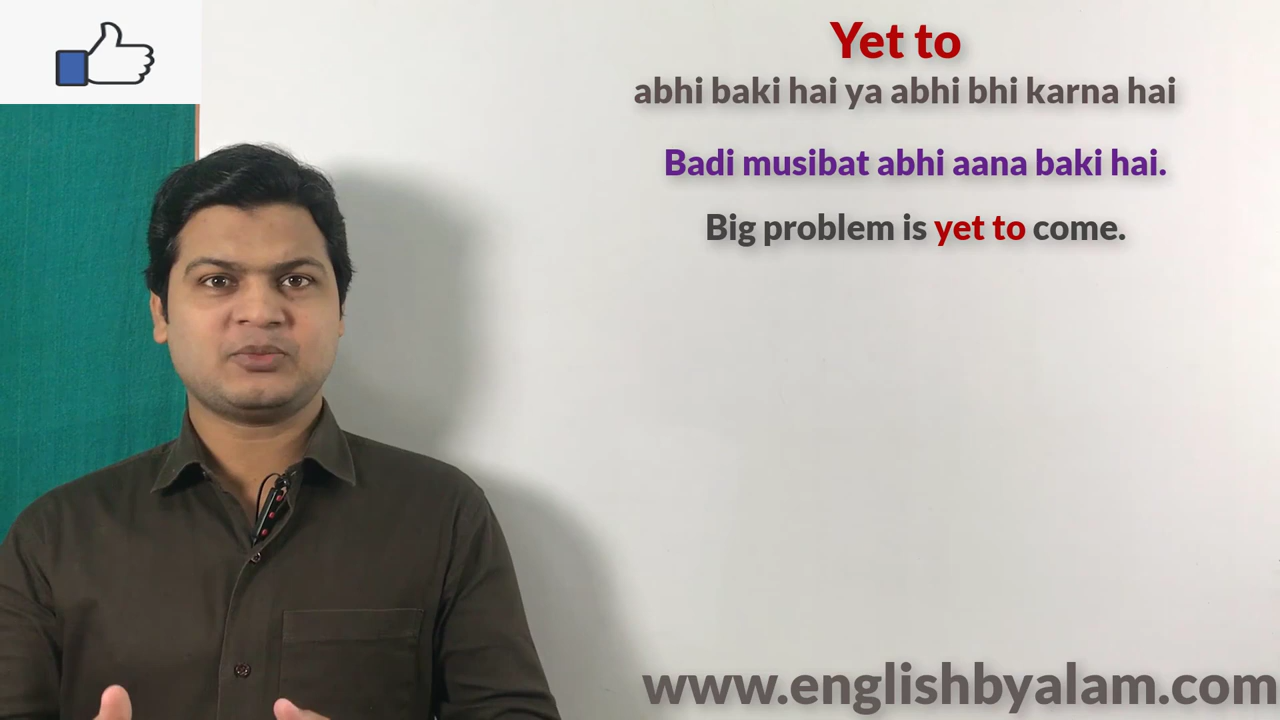 Yet to
abhi baki hai ya abhi bhi karna hai
Badi musibat abhi aana baki hai.
Big problem is yet to come.
www.englishbyalam.com